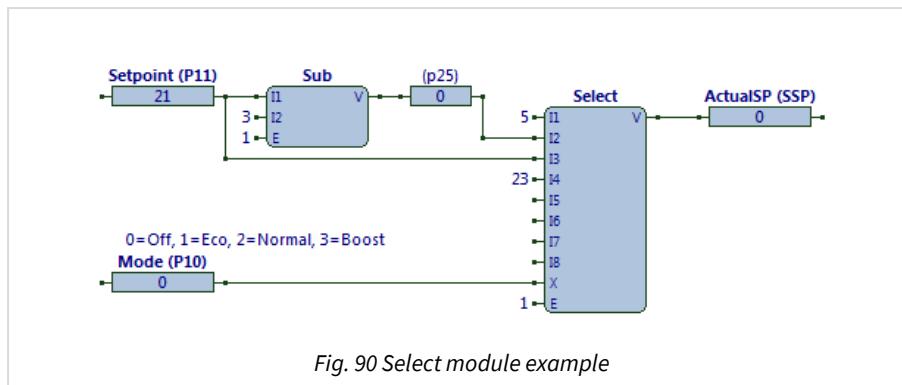 Setpoint (P11)
21
Sub
I1
V
3
I2
1
E
(p25)
0
Select
5
I1
V
I2
I3
23
I4
I5
I6
I7
I8
X
1
E
ActualSP (SSP)
0
0=Off, 1=Eco, 2=Normal, 3=Boost
Mode (P10)
0
Fig. 90 Select module example